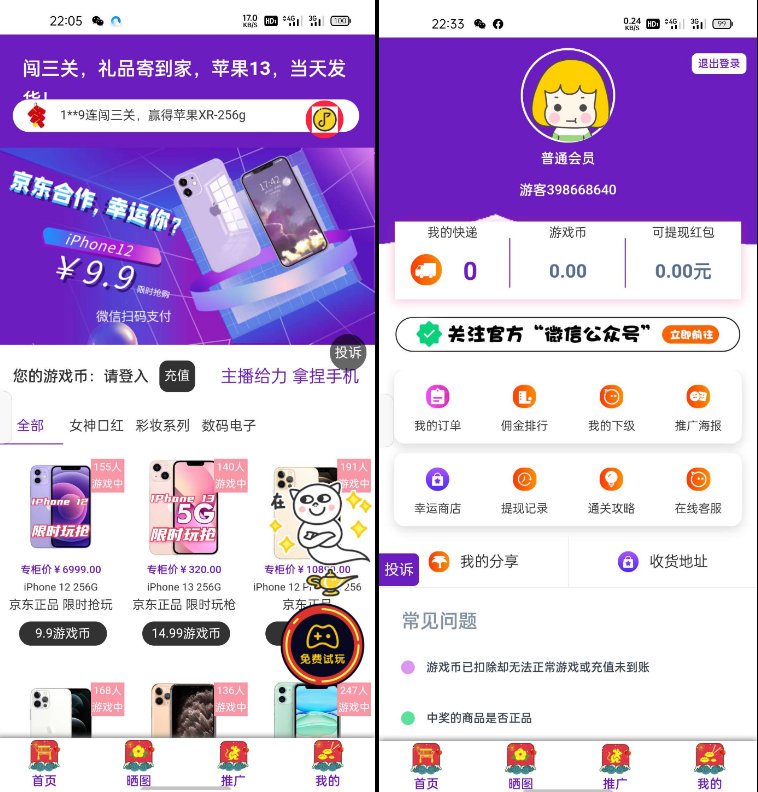 22:05
17.0
KB/S
HD1
4G
3G
100
闯三关，礼品寄到家，苹果13，当天发
货!
1**9连闯三关，赢得苹果XR-256g
京东合作，幸运你?
17:42
iPhone12
￥9.9
限时抢购
微信扫码支付
投诉
您的游戏币：请登入
充值
主播给力 拿捏手机
全部
女神口红
彩妆系列
数码电子
155人
游戏中
140人
游戏中
191人
游戏中
iPhone 12
限时玩抢
iPhone 13
5G
限时玩抢
在
专柜价￥6999.00
专柜价￥320.00
专柜价￥
iPhone 12 256G
iPhone 13 256G
iPhone 12
256
京东正品 限时抢玩
京东正品 限时玩枪
京东正品
9.9游戏币
14.99游戏币
免费试玩
168人
游戏中
136人
游戏中
247人
游戏中
首页
晒图
推广
我的
22:33
0.24
KB/S
HD1
4G
3G
99
退出登录
普通会员
游客398668640
我的快递
游戏币
可提现红包
0
0.00
0.00元
关注官方“微信公众号”
立即前往
我的订单
佣金排行
我的下级
推广海报
幸运商店
提现记录
通关攻略
在线客服
投诉
我的分享
收货地址
常见问题
游戏币已扣除却无法正常游戏或充值未到账
中奖的商品是否正品
首页
晒图
推广
我的